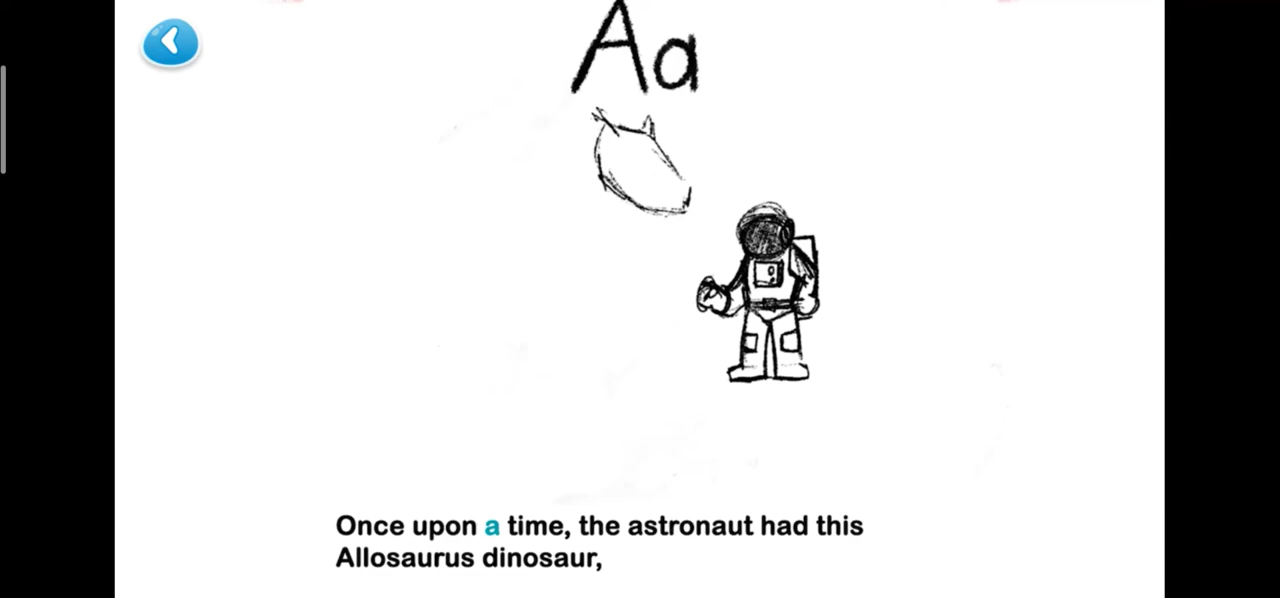 Aa
Once upon a time, the astronaut had this
Allosaurus dinosaur,